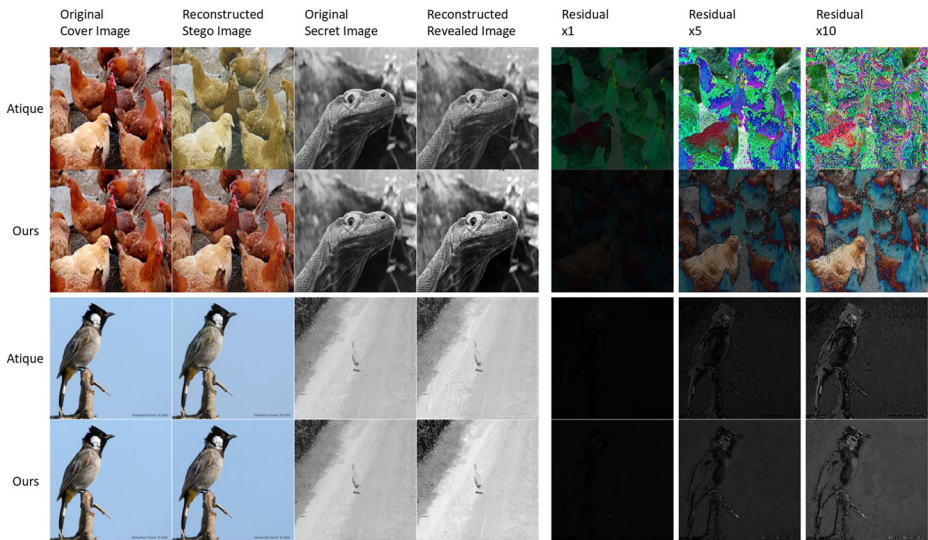 Original
Cover Image
Reconstructed
Stego Image
Original
Secret Image
Reconstructed
Revealed Image
Residual
x1
Residual
x5
Residual
x10
Atique
Ours
Atique
Ours